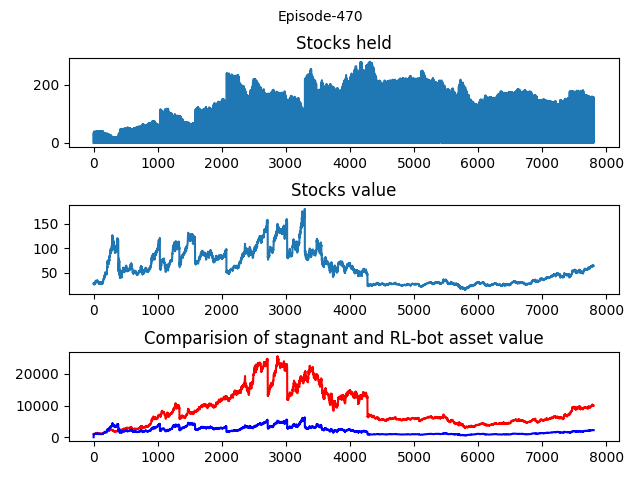 Episode-470
Stocks held
200
0
0 1000 2000 3000 4000 5000 6000 7000 8000
Stocks value
150
100
50
0 1000 2000 3000 4000 5000 6000 7000 8000
Comparision of stagnant and RL-bot asset value
20000
10000
0
0 1000 2000 3000 4000 5000 6000 7000 8000